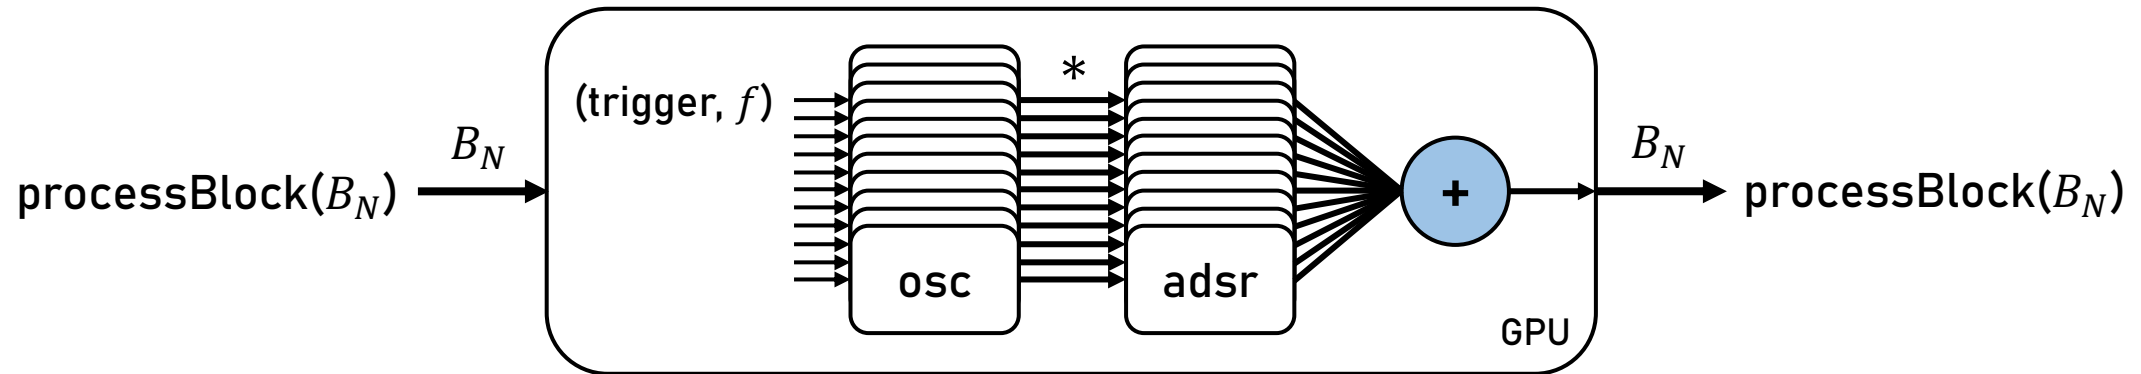 processBlock(B_N)
B_N
(trigger, f)
*
osc
adsr
+
GPU
B_N
processBlock(B_N)